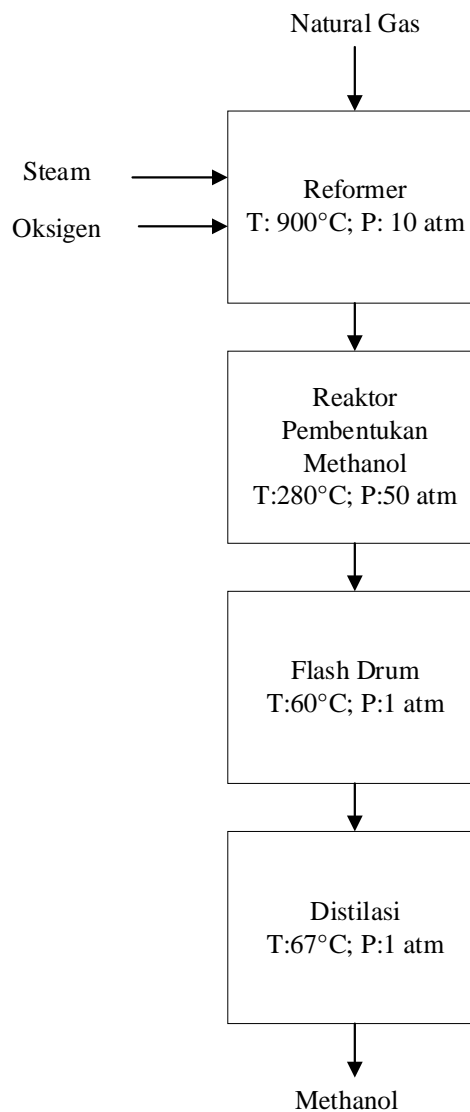 Natural Gas
Steam
Oksigen
Reformer
T: 900°C; P: 10 atm
Reaktor
Pembentukan
Methanol
T:280°C; P:50 atm
Flash Drum
T:60°C; P:1 atm
Distilasi
T:67°C; P:1 atm
Methanol